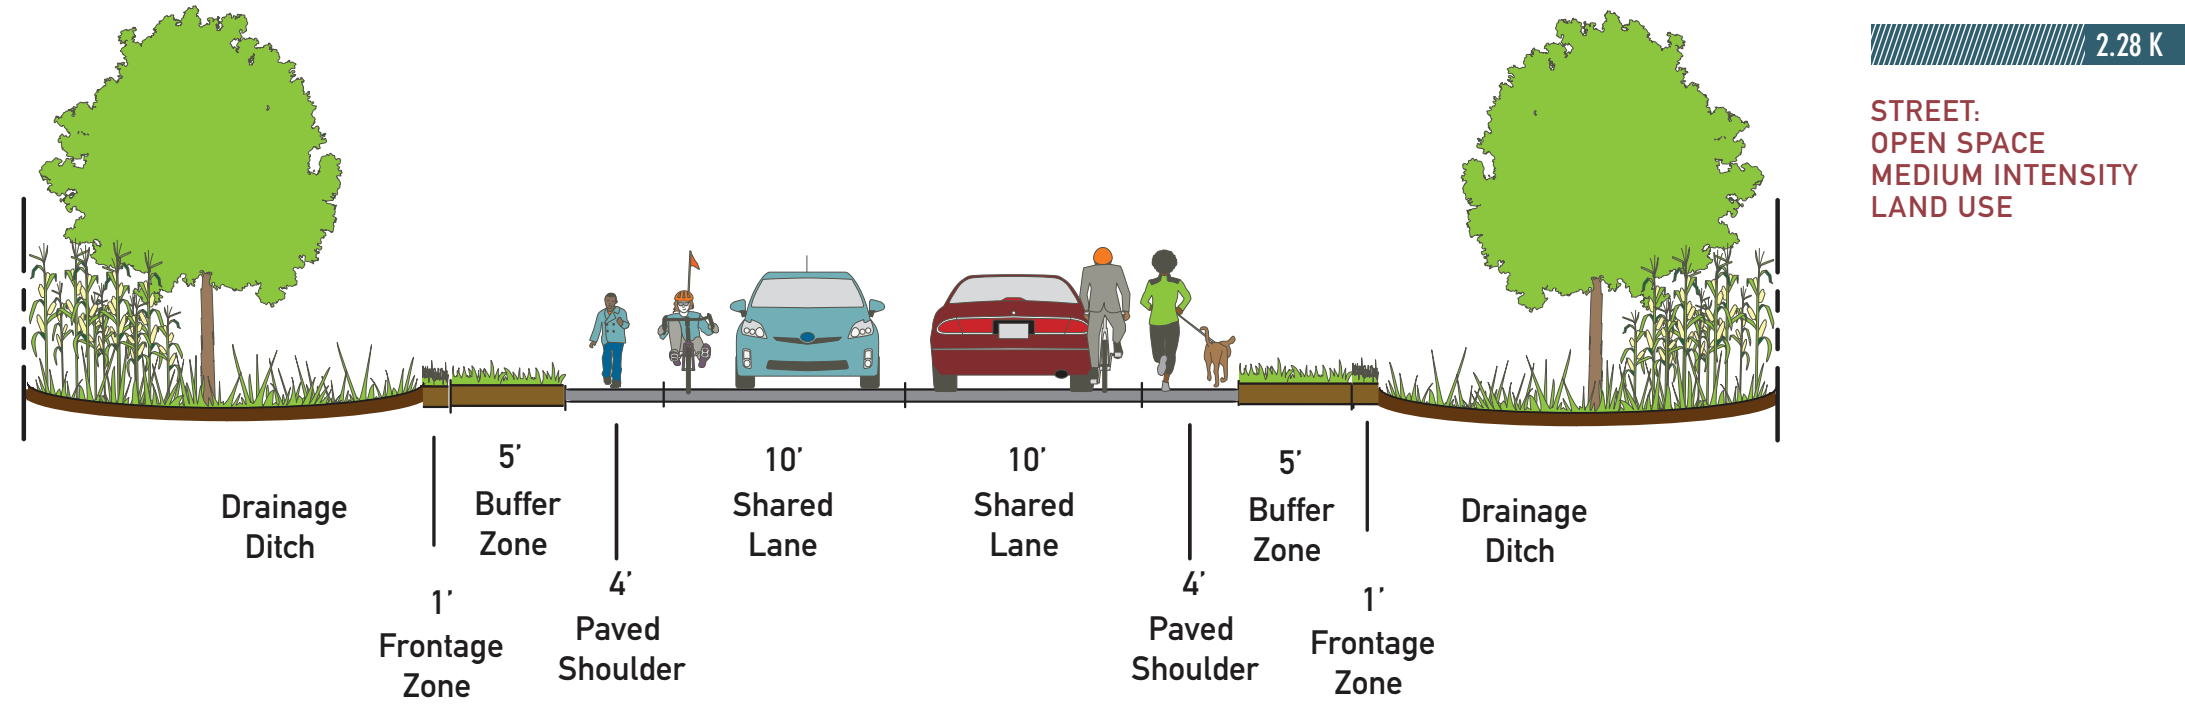 2.28 K
STREET:
OPEN SPACE
MEDIUM INTENSITY
LAND USE
Drainage
Ditch
1’
Frontage
Zone
5’
Buffer
Zone
4’
Paved
Shoulder
10’
Shared
Lane
10’
Shared
Lane
4’
Paved
Shoulder
5’
Buffer
Zone
1’
Frontage
Zone
Drainage
Ditch